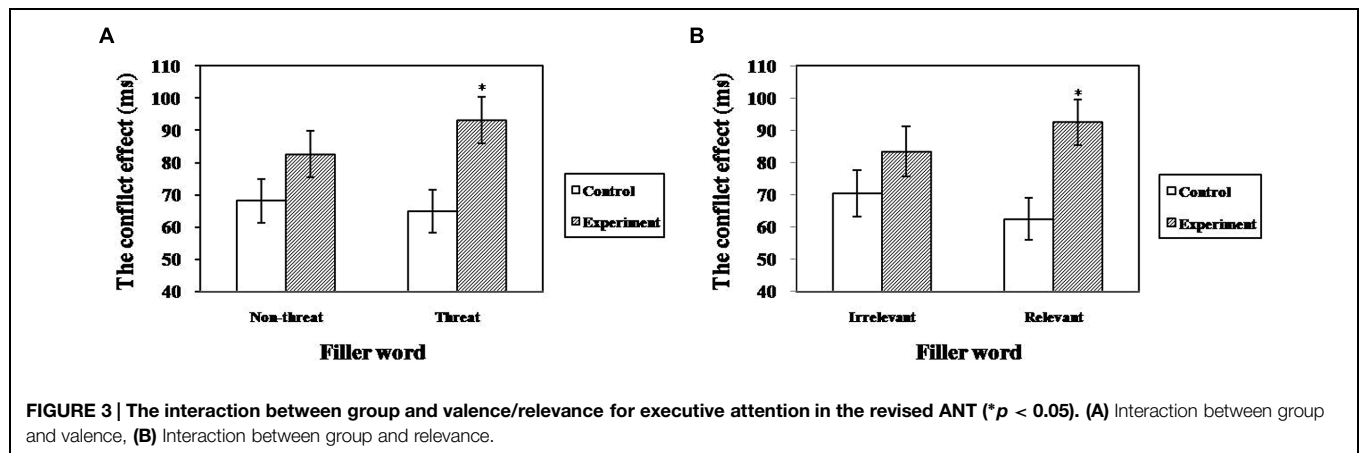 A
110
100
90
80
70
60
50
40
The conflict effect (ms)
*
Non-threat Threat
Filler word
Control
Experiment
B
110
100
90
80
70
60
50
40
The conflict effect (ms)
*
Irrelevant Relevant
Filler word
Control
Experiment
FIGURE 3 | The interaction between group and valence/relevance for executive attention in the revised ANT (*p < 0.05). (A) Interaction between group
and valence, (B) Interaction between group and relevance.